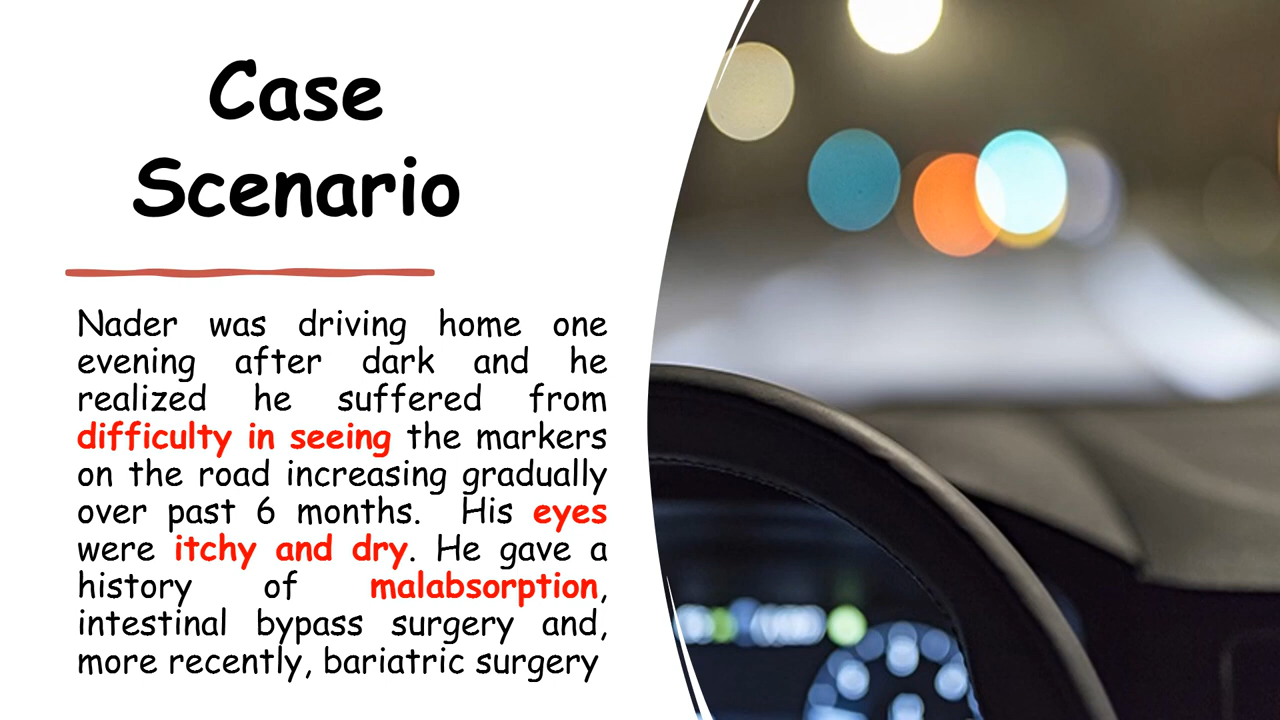 Case
Scenario
Nader was driving home one
evening after dark and he
realized he suffered from
difficulty in seeing the markers
on the road increasing gradually
over past 6 months. His eyes
were itchy and dry. He gave a
history of malabsorption,
intestinal bypass surgery and,
more recently, bariatric surgery